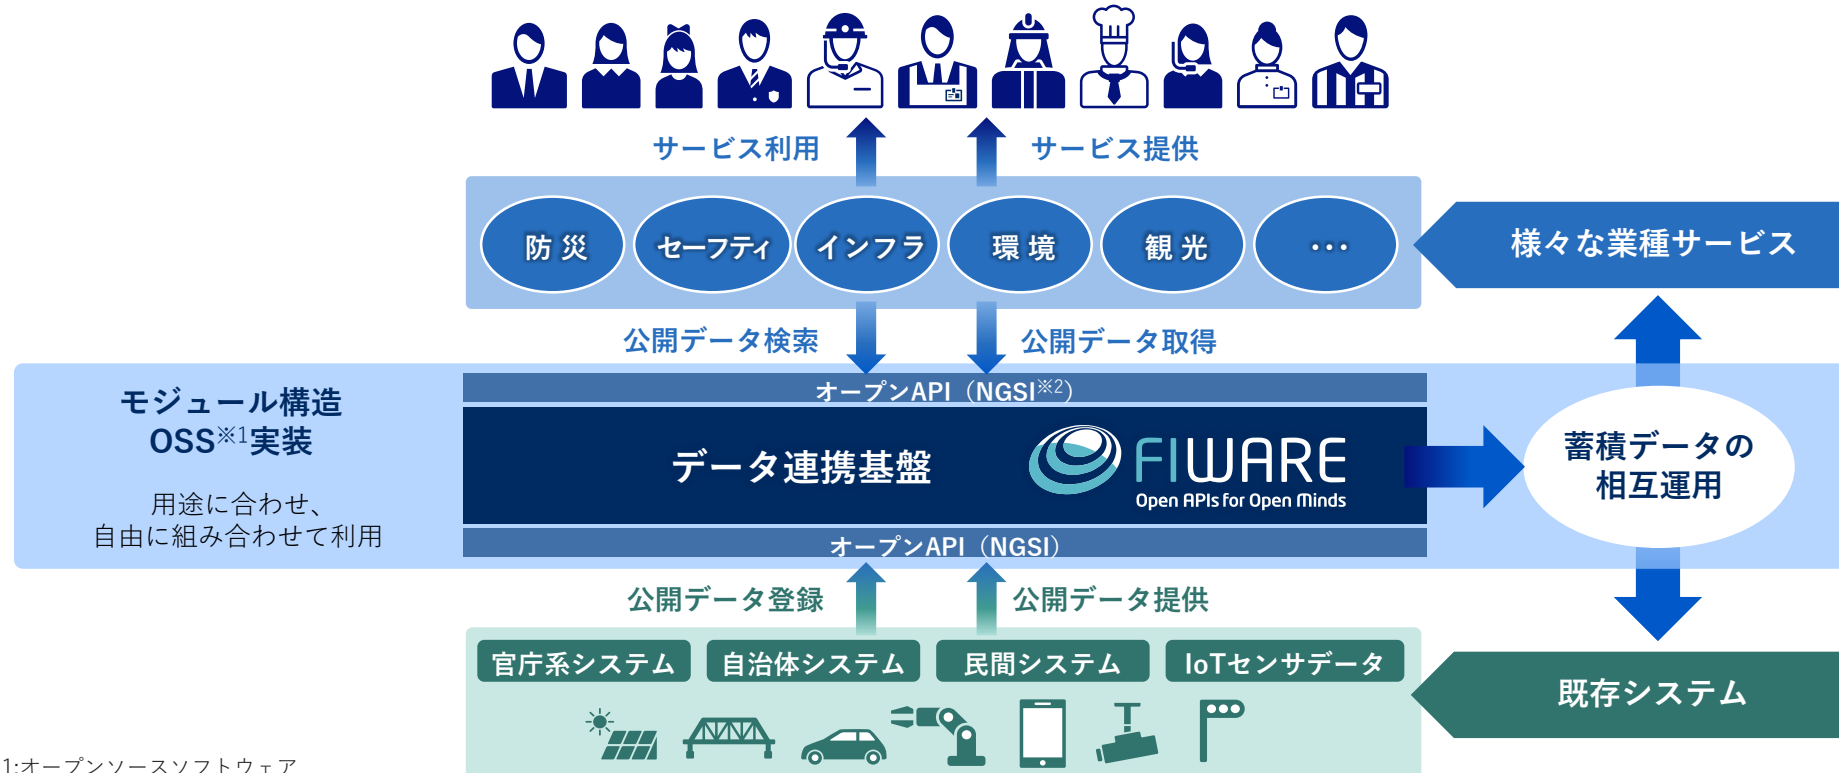 サービス利用
サービス提供
防災
セーフティ
インフラ
環境
観光
・・・
様々な業種サービス
公開データ検索
公開データ取得
モジュール構造
OSS※1実装
用途に合わせ、
自由に組み合わせて利用
オープンAPI（NGSI※2）
データ連携基盤
FIWARE
Open APIs for Open Minds
オープンAPI（NGSI）
蓄積データの
相互運用
公開データ登録
公開データ提供
官庁系システム
自治体システム
民間システム
IoTセンサデータ
既存システム
1:オープンソースソフトウェア